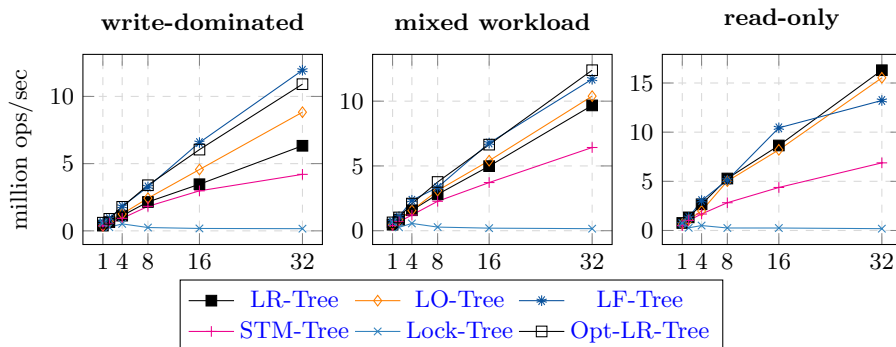 write-dominated
mixed workload
read-only
million ops/sec
10
5
0
1 4 8 16 32
10
5
0
1 4 8 16 32
15
10
5
0
1 4 8 16 32
LR-Tree LO-Tree LF-Tree
STM-Tree Lock-Tree Opt-LR-Tree